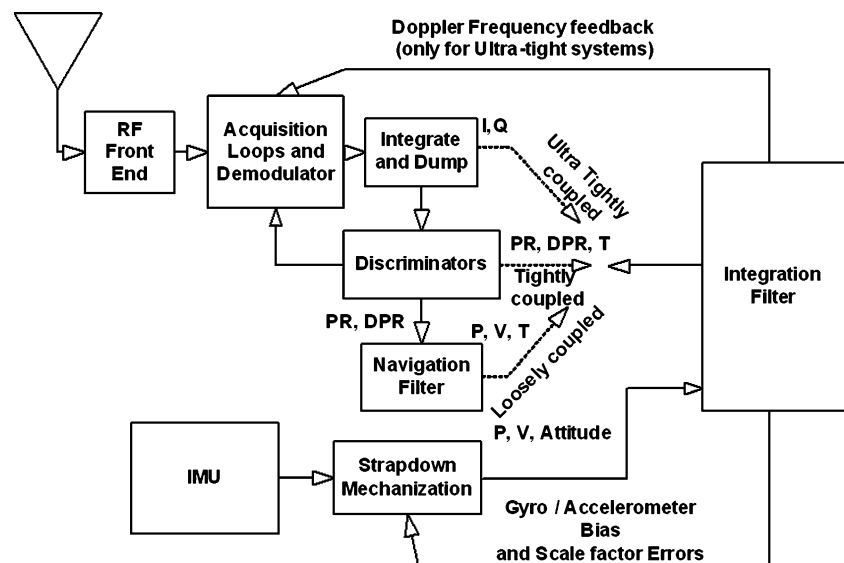 Doppler Frequency feedback
(only for Ultra-tight systems)
RF
Front
End
Acquisition
Loops and
Demodulator
Integrate
and Dump
I,Q
Ultra Tightly
coupled
Discriminators
PR, DPR, T
Tightly
coupled
Integration
Filter
PR, DPR
P, V, T
Loosely coupled
Navigation
Filter
P, V, Attitude
IMU
Strapdown
Mechanization
Gyro / Accelerometer
Bias
and Scale factor Errors